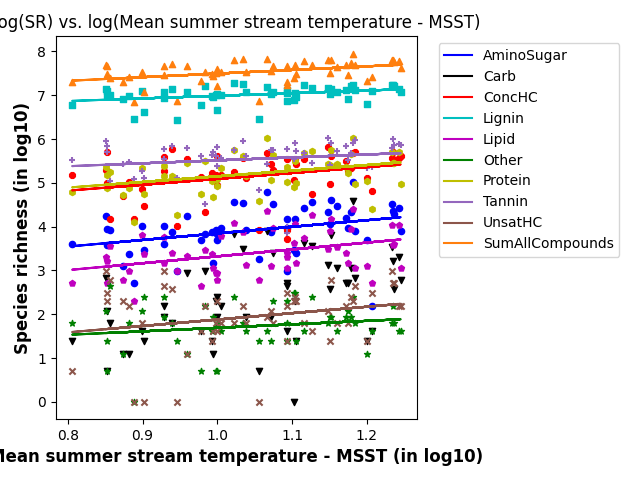 og(SR) vs. log(Mean summer stream temperature - MSST)
Species richness (in log10)
8
7
6
5
4
3
2
1
0
0.8 0.9 1.0 1.1 1.2
Mean summer stream temperature - MSST (in log10)
AminoSugar
Carb
ConcHC
Lignin
Lipid
Other
Protein
Tannin
UnsatHC
SumAllCompounds